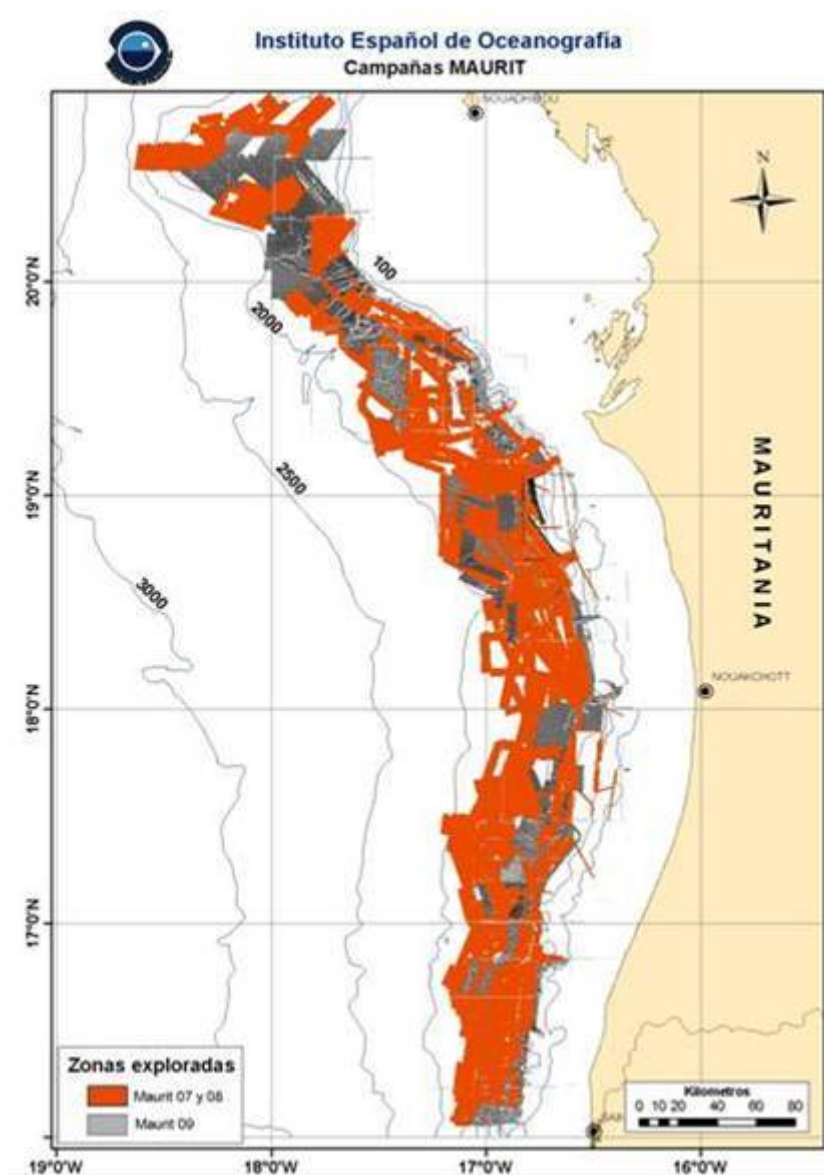 Instituto Español de Oceanografía
Campañas MAURIT
NOUADHIBOU
N
100
20°0'N
2000
19°0'N
2500
MAURITANIA
3000
NOUAKCHOTT
18°0'N
17°0'N
Zonas exploradas
Maurit 07 y 08
Maurit 09
Kilometros
0 10 20 40 60 80
19°0'W
18°0'W
17°0'W
16°0'W